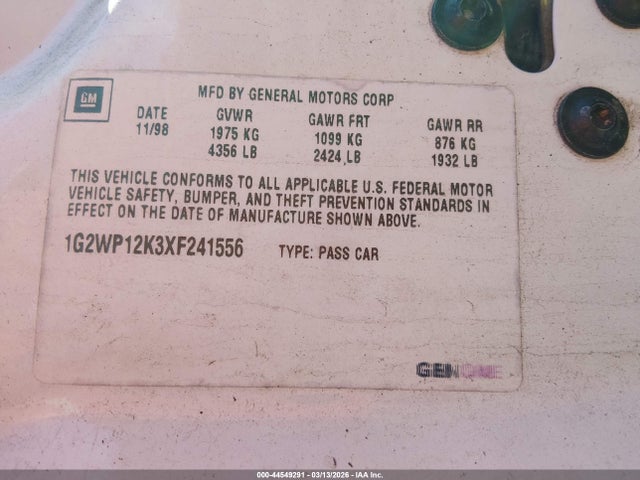 GM
MFD BY GENERAL MOTORS CORP
DATE GVWR GAWR FRT GAWR RR
11/98 1975 KG 1099 KG 876 KG
4356 LB 2424 LB 1932 LB
THIS VEHICLE CONFORMS TO ALL APPLICABLE U.S. FEDERAL MOTOR
VEHICLE SAFETY, BUMPER, AND THEFT PREVENTION STANDARDS IN
EFFECT ON THE DATE OF MANUFACTURE SHOWN ABOVE.
1G2WP12K3XF241556 TYPE: PASS CAR
000-44549291 - 03/13/2026 - IAA Inc.